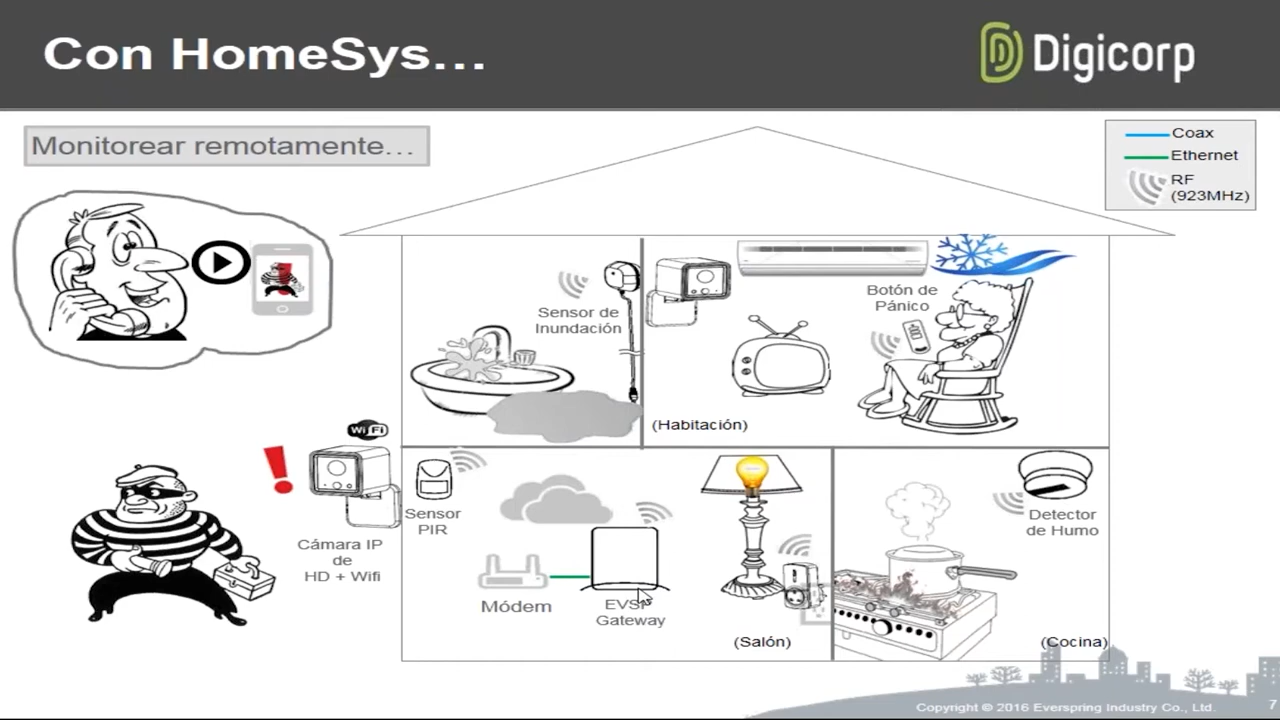 Con HomeSys...
Digicorp
Monitorear remotamente...
Coax
Ethernet
RF
(923MHz)
Sensor de
Inundación
Botón de
Pánico
(Habitación)
WiFi
Sensor
PIR
Cámara IP
de
HD + Wifi
Detector
de Humo
Módem
Gateway
(Salón)
(Cocina)
Copyright © 2016 Everspring Industry Co., Ltd.
7